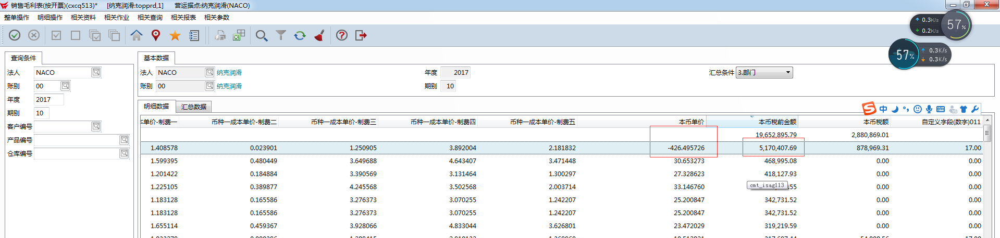 销售毛利表(按开票)(cxcq513)* [纳克润滑:topprd,1] 营运据点:纳克润滑(NACO)
整单操作 明细操作 相关资料 相关作业 相关查询 相关报表 相关参数
0.3K/s
0.2K/s
57%
57%
0.3K/s
0.3K/s
查询条件
法人 NACO
账别 00
年度 2017
期别 10
客户编号
产品编号
仓库编号
基本数据
法人 NACO 纳克润滑 年度 2017 汇总条件 3.部门
账别 00 纳克润滑 期别 10
明细数据 汇总数据
中
本单价-制费一 币种一成本单价-制费二 币种一成本单价-制费三 币种一成本单价-制费四 币种一成本单价-制费五 本币单价 本币税前金额 本币税额 自定义字段(数字)011
19,652,895.79 2,880,869.01
1.408578 0.023901 1.250905 3.892004 2.181832 -426.495726 5,170,407.69 878,969.31 17.00
1.599395 0.480449 3.649688 4.643407 3.471448 30.653273 468,995.08 0.00 0.00
1.201422 0.184884 3.390569 3.131464 1.300297 27.328623 418,127.93 0.00 0.00
1.225105 0.389877 4.245568 3.502568 2.003714 33.146760 .55 0.00 0.00
cmt_isag113
1.183128 0.165586 3.276373 3.070255 1.242207 25.200847 342,731.52 0.00 0.00
1.183128 0.165586 3.276373 3.070255 1.242207 25.200847 342,731.52 0.00 0.00
1.655114 0.459367 3.928066 4.833044 3.626801 23.472029 319,219.59 0.00 0.00